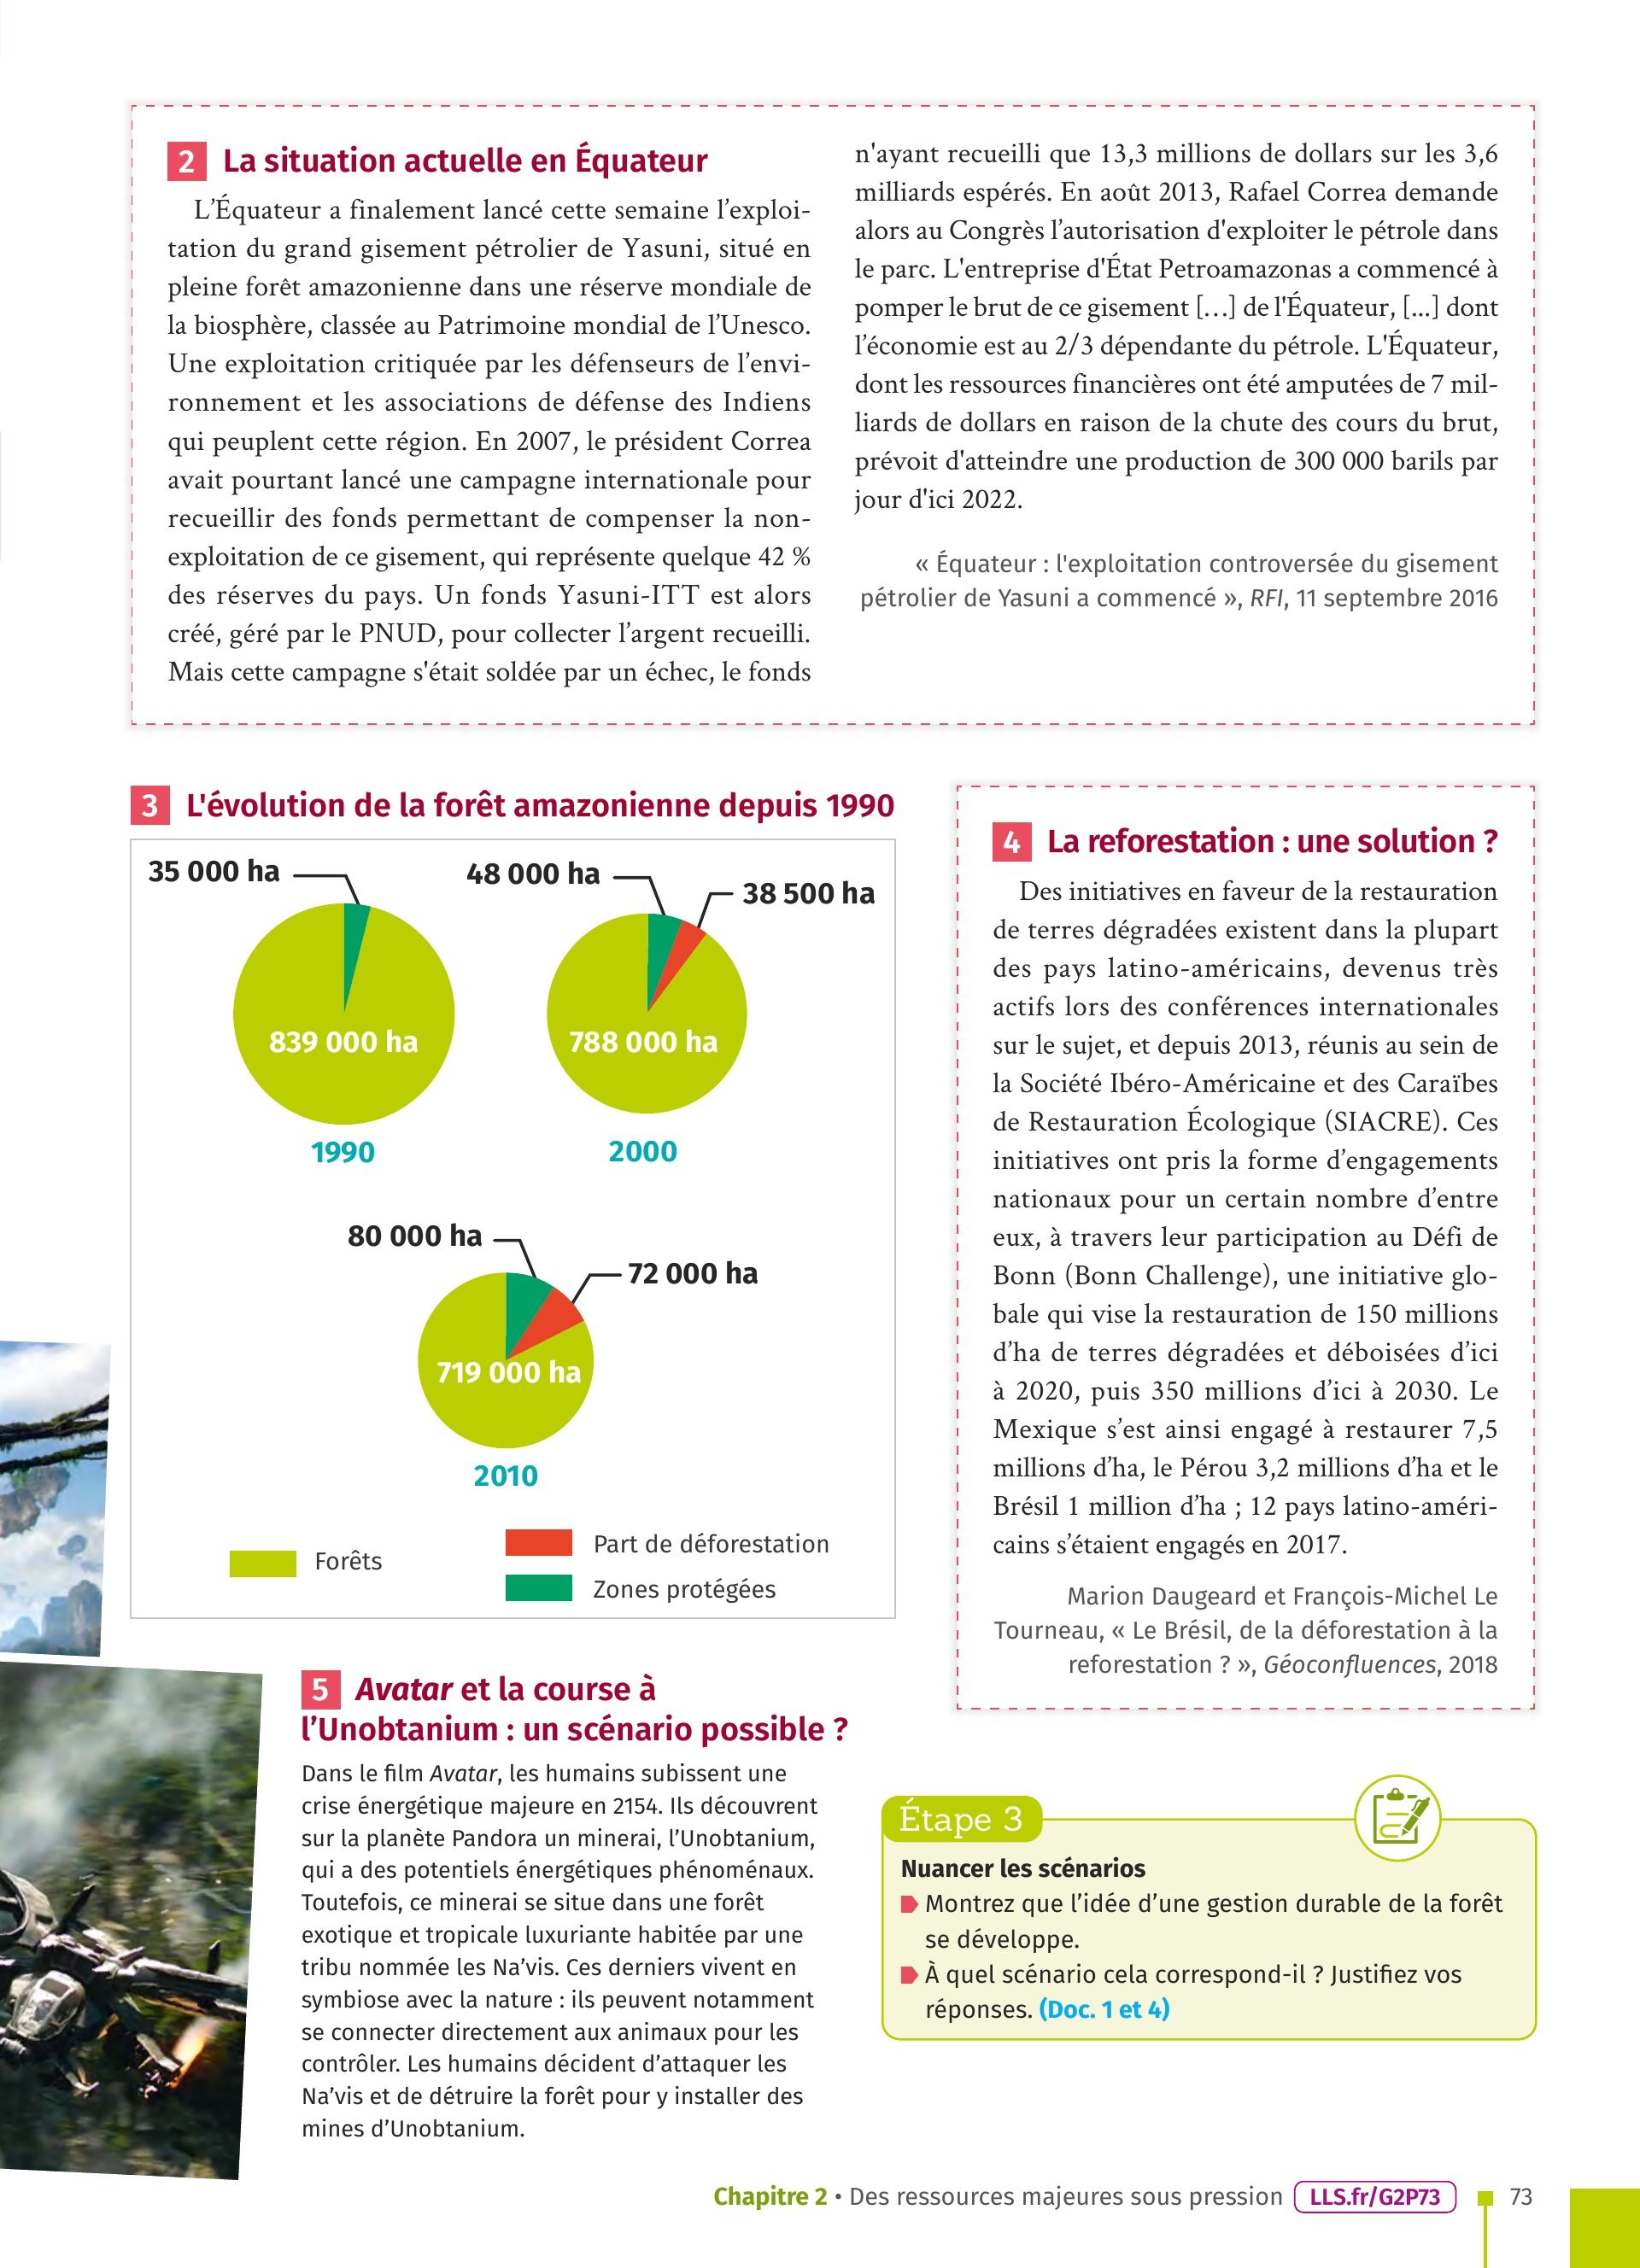 2 La situation actuelle en Équateur
L’Équateur a finalement lancé cette semaine l’exploi-
tation du grand gisement pétrolier de Yasuni, situé en
pleine forêt amazonienne dans une réserve mondiale de
la biosphère, classée au Patrimoine mondial de l’Unesco.
Une exploitation critiquée par les défenseurs de l’envi-
ronnement et les associations de défense des Indiens
qui peuplent cette région. En 2007, le président Correa
avait pourtant lancé une campagne internationale pour
recueillir des fonds permettant de compenser la non-
exploitation de ce gisement, qui représente quelque 42 %
des réserves du pays. Un fonds Yasuni-ITT est alors
créé, géré par le PNUD, pour collecter l’argent recueilli.
Mais cette campagne s'était soldée par un échec, le fonds
n'ayant recueilli que 13,3 millions de dollars sur les 3,6
milliards espérés. En août 2013, Rafael Correa demande
alors au Congrès l’autorisation d'exploiter le pétrole dans
le parc. L'entreprise d'État Petroamazonas a commencé à
pomper le brut de ce gisement […] de l'Équateur, [...] dont
l’économie est au 2/3 dépendante du pétrole. L'Équateur,
dont les ressources financières ont été amputées de 7 mil-
liards de dollars en raison de la chute des cours du brut,
prévoit d'atteindre une production de 300 000 barils par
jour d'ici 2022.
« Équateur : l'exploitation controversée du gisement
pétrolier de Yasuni a commencé », RFI, 11 septembre 2016
3 L'évolution de la forêt amazonienne depuis 1990
35 000 ha
48 000 ha
38 500 ha
839 000 ha
788 000 ha
1990
2000
80 000 ha
72 000 ha
719 000 ha
2010
Forêts
Part de déforestation
Zones protégées
4 La reforestation : une solution ?
Des initiatives en faveur de la restauration
de terres dégradées existent dans la plupart
des pays latino-américains, devenus très
actifs lors des conférences internationales
sur le sujet, et depuis 2013, réunis au sein de
la Société Ibéro-Américaine et des Caraïbes
de Restauration Écologique (SIACRE). Ces
initiatives ont pris la forme d’engagements
nationaux pour un certain nombre d’entre
eux, à travers leur participation au Défi de
Bonn (Bonn Challenge), une initiative glo-
bale qui vise la restauration de 150 millions
d’ha de terres dégradées et déboisées d’ici
à 2020, puis 350 millions d’ici à 2030. Le
Mexique s’est ainsi engagé à restaurer 7,5
millions d’ha, le Pérou 3,2 millions d’ha et le
Brésil 1 million d’ha ; 12 pays latino-améri-
cains s’étaient engagés en 2017.
Marion Daugeard et François-Michel Le
Tourneau, « Le Brésil, de la déforestation à la
reforestation ? », Géoconfluences, 2018
5 Avatar et la course à
l’Unobtanium : un scénario possible ?
Dans le film Avatar, les humains subissent une
crise énergétique majeure en 2154. Ils découvrent
sur la planète Pandora un minerai, l’Unobtanium,
qui a des potentiels énergétiques phénoménaux.
Toutefois, ce minerai se situe dans une forêt
exotique et tropicale luxuriante habitée par une
tribu nommée les Na’vis. Ces derniers vivent en
symbiose avec la nature : ils peuvent notamment
se connecter directement aux animaux pour les
contrôler. Les humains décident d’attaquer les
Na’vis et de détruire la forêt pour y installer des
mines d’Unobtanium.
Étape 3
Nuancer les scénarios
Montrez que l’idée d’une gestion durable de la forêt
se développe.
À quel scénario cela correspond-il ? Justifiez vos
réponses. (Doc. 1 et 4)
Chapitre 2 • Des ressources majeures sous pression LLS.fr/G2P73 73